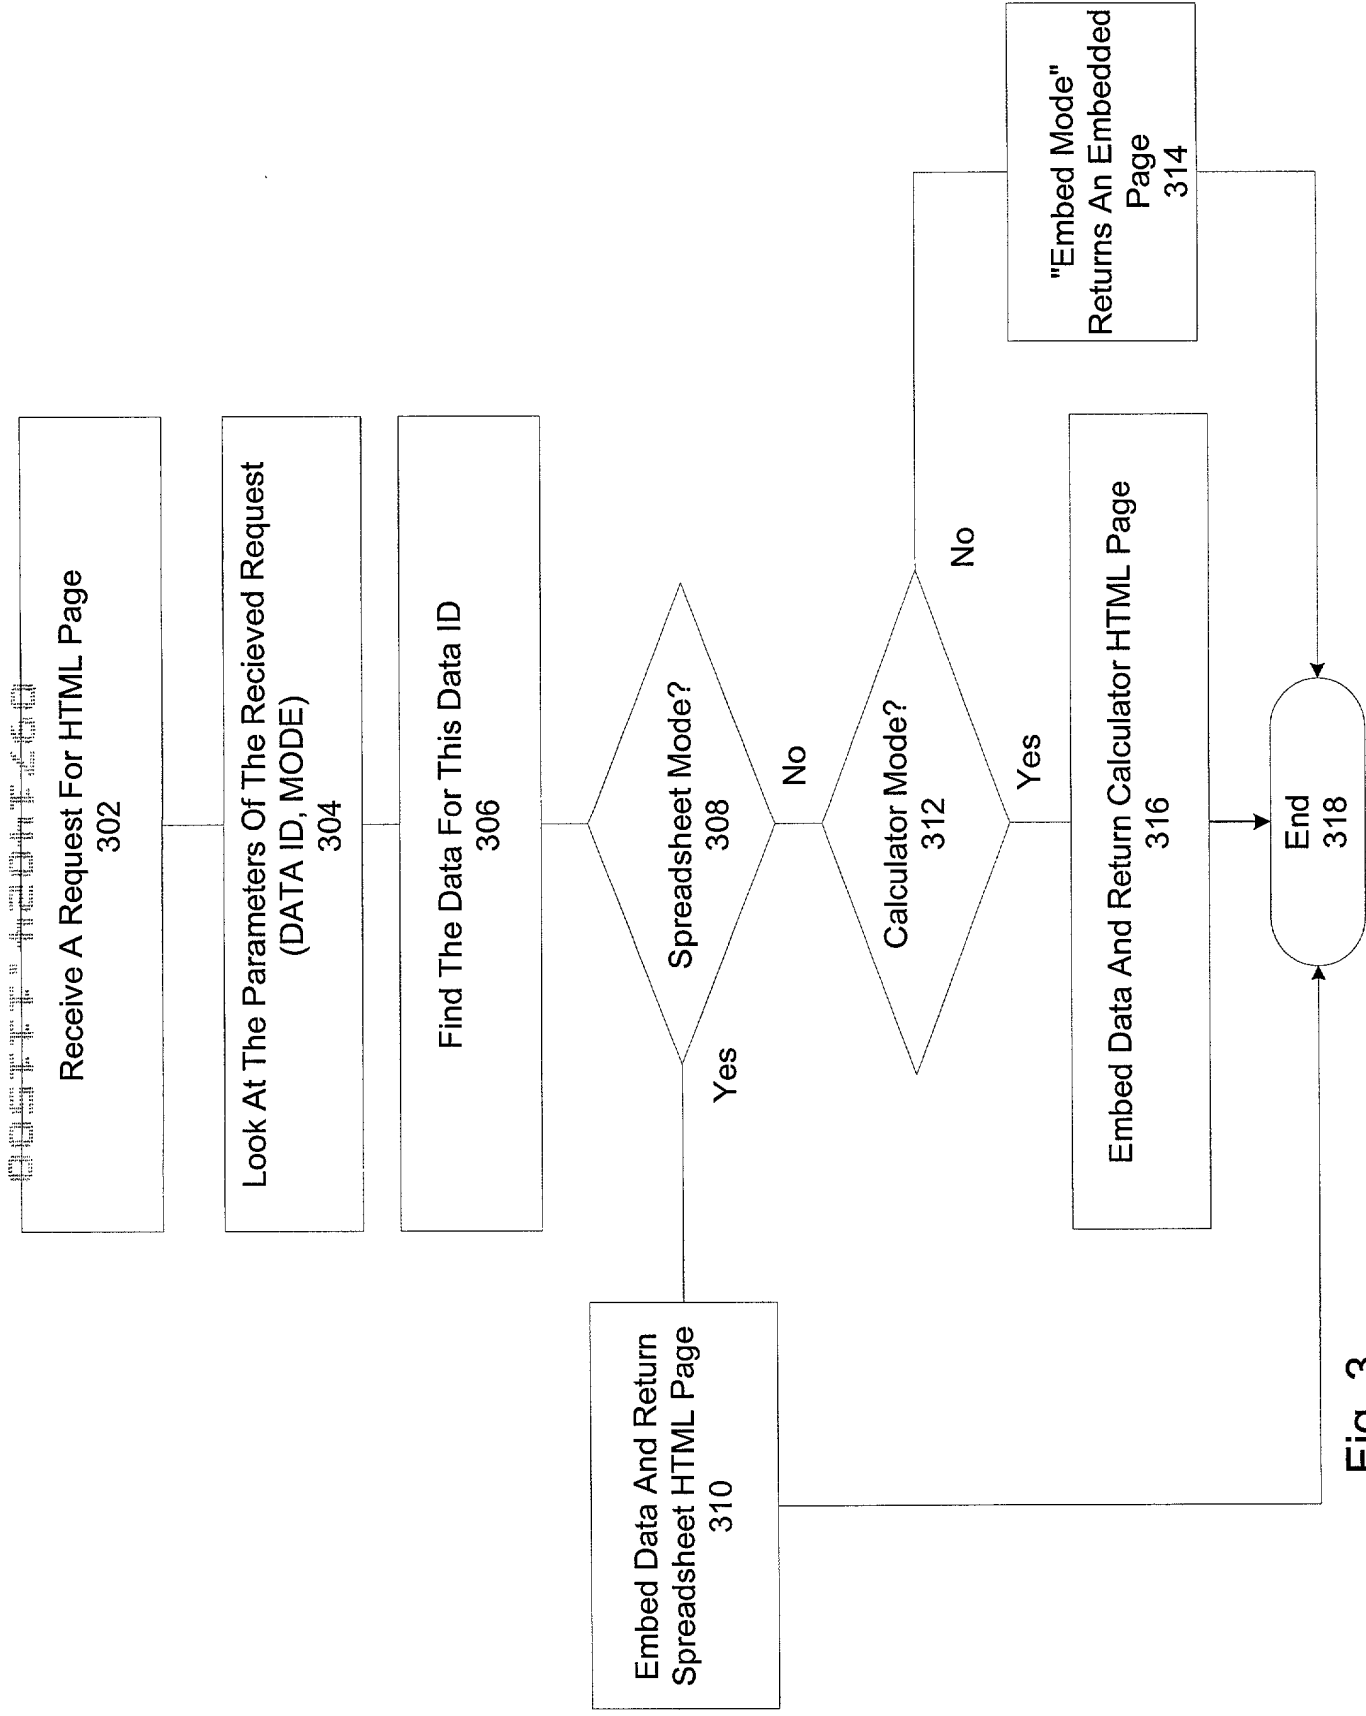 Receive A Request For HTML Page
302
Look At The Parameters Of The Recieved Request
(DATA ID, MODE)
304
Find The Data For This Data ID
306
Spreadsheet Mode?
308
Yes
No
Embed Data And Return
Spreadsheet HTML Page
310
Calculator Mode?
312
No
Yes
"Embed Mode"
Returns An Embedded
Page
314
Embed Data And Return Calculator HTML Page
316
End
318
Fig. 3